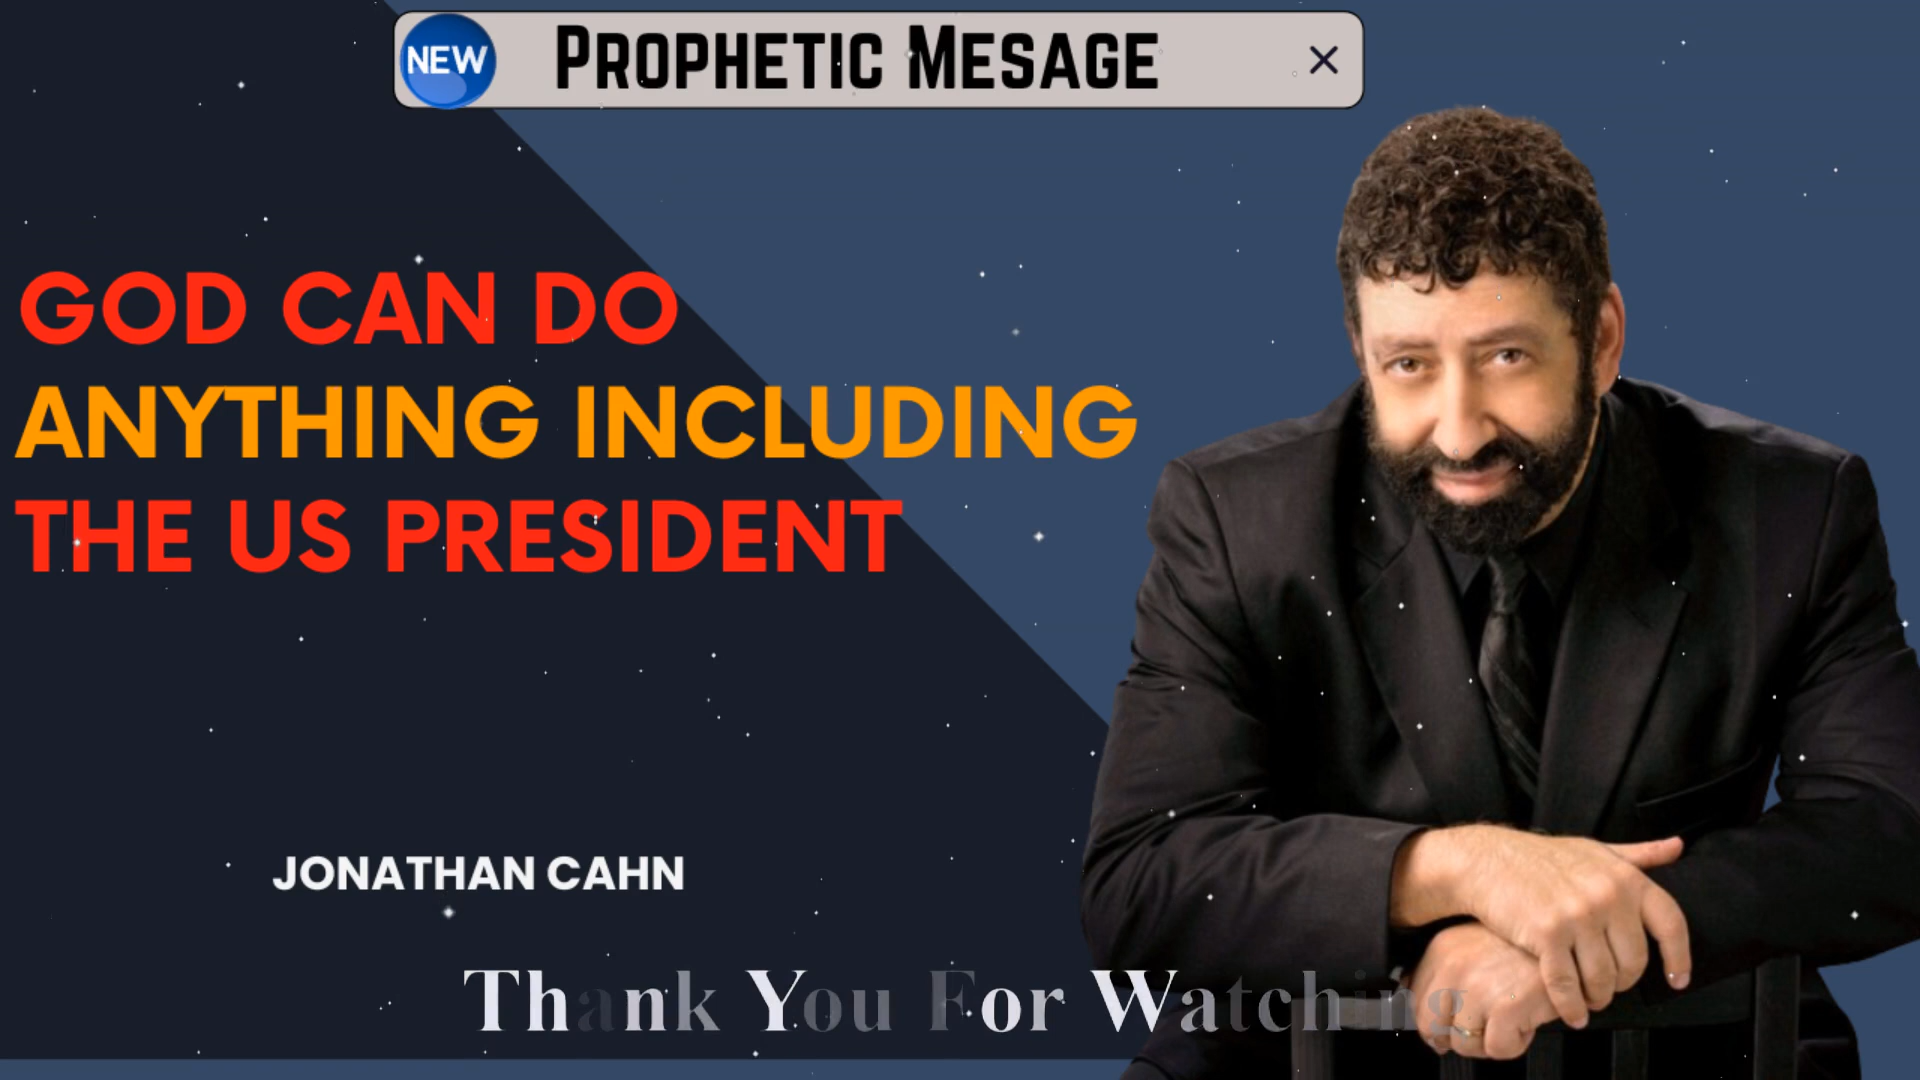 NEW PROPHETIC MESAGE
GOD CAN DO
ANYTHING INCLUDING
THE US PRESIDENT
JONATHAN CAHN
Thank You For Watching